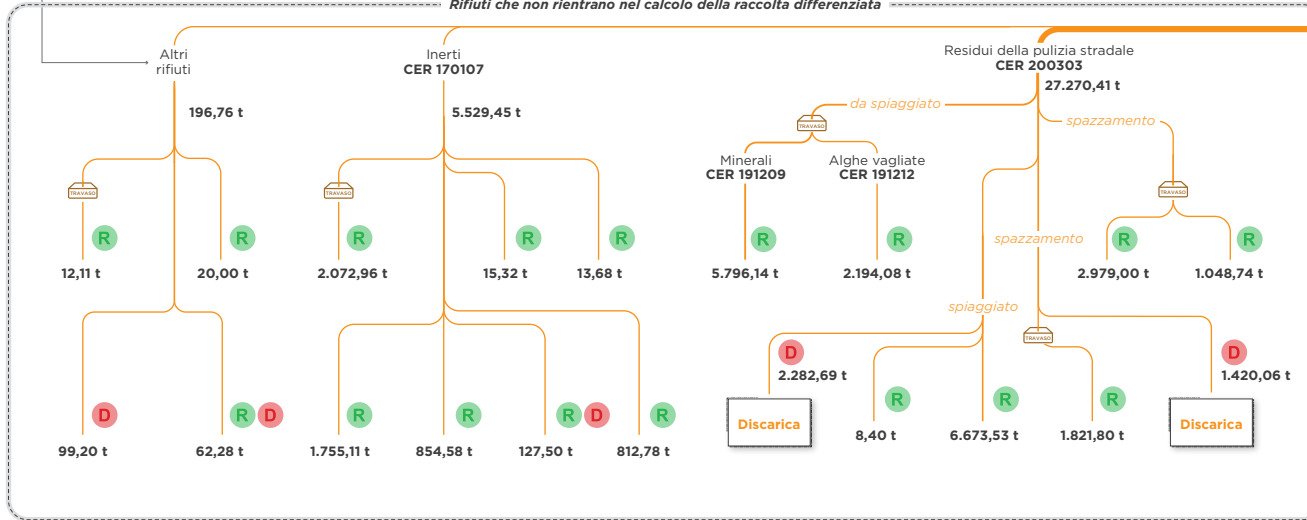 Rifiuti che non rientrano nel calcolo della raccolta differenziata
Altri
rifiuti
196,76 t
Inerti
CER 170107
5.529,45 t
Residui della pulizia stradale
CER 200303
27.270,41 t
da spiaggiato
spazzamento
TRAVASO
Minerali
CER 191209
Alghe vagliate
CER 191212
TRAVASO
TRAVASO
TRAVASO
R
R
R
R
R
R
R
R
R
spazzamento
12,11 t
20,00 t
2.072,96 t
15,32 t
13,68 t
5.796,14 t
2.194,08 t
2.979,00 t
1.048,74 t
spiaggiato
TRAVASO
D
2.282,69 t
D
1.420,06 t
D
R D
R
R
R D
R
Discarica
R
R
R
Discarica
99,20 t
62,28 t
1.755,11 t
854,58 t
127,50 t
812,78 t
8,40 t
6.673,53 t
1.821,80 t